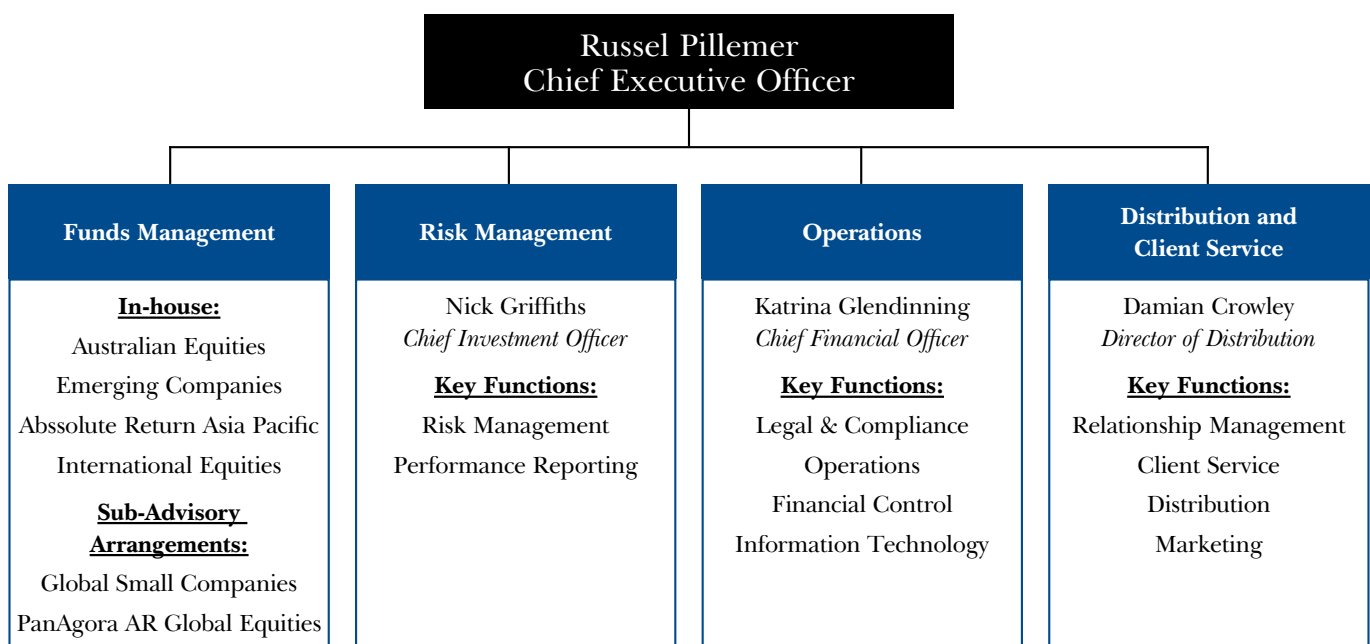 Russel Pillemer
Chief Executive Officer
Funds Management
In-house:
Australian Equities
Emerging Companies
Abssolute Return Asia Pacific
International Equities
Sub-Advisory
Arrangements:
Global Small Companies
PanAgora AR Global Equities
Risk Management
Nick Griffiths
Chief Investment Officer
Key Functions:
Risk Management
Performance Reporting
Operations
Katrina Glendinning
Chief Financial Officer
Key Functions:
Legal & Compliance
Operations
Financial Control
Information Technology
Distribution and
Client Service
Damian Crowley
Director of Distribution
Key Functions:
Relationship Management
Client Service
Distribution
Marketing